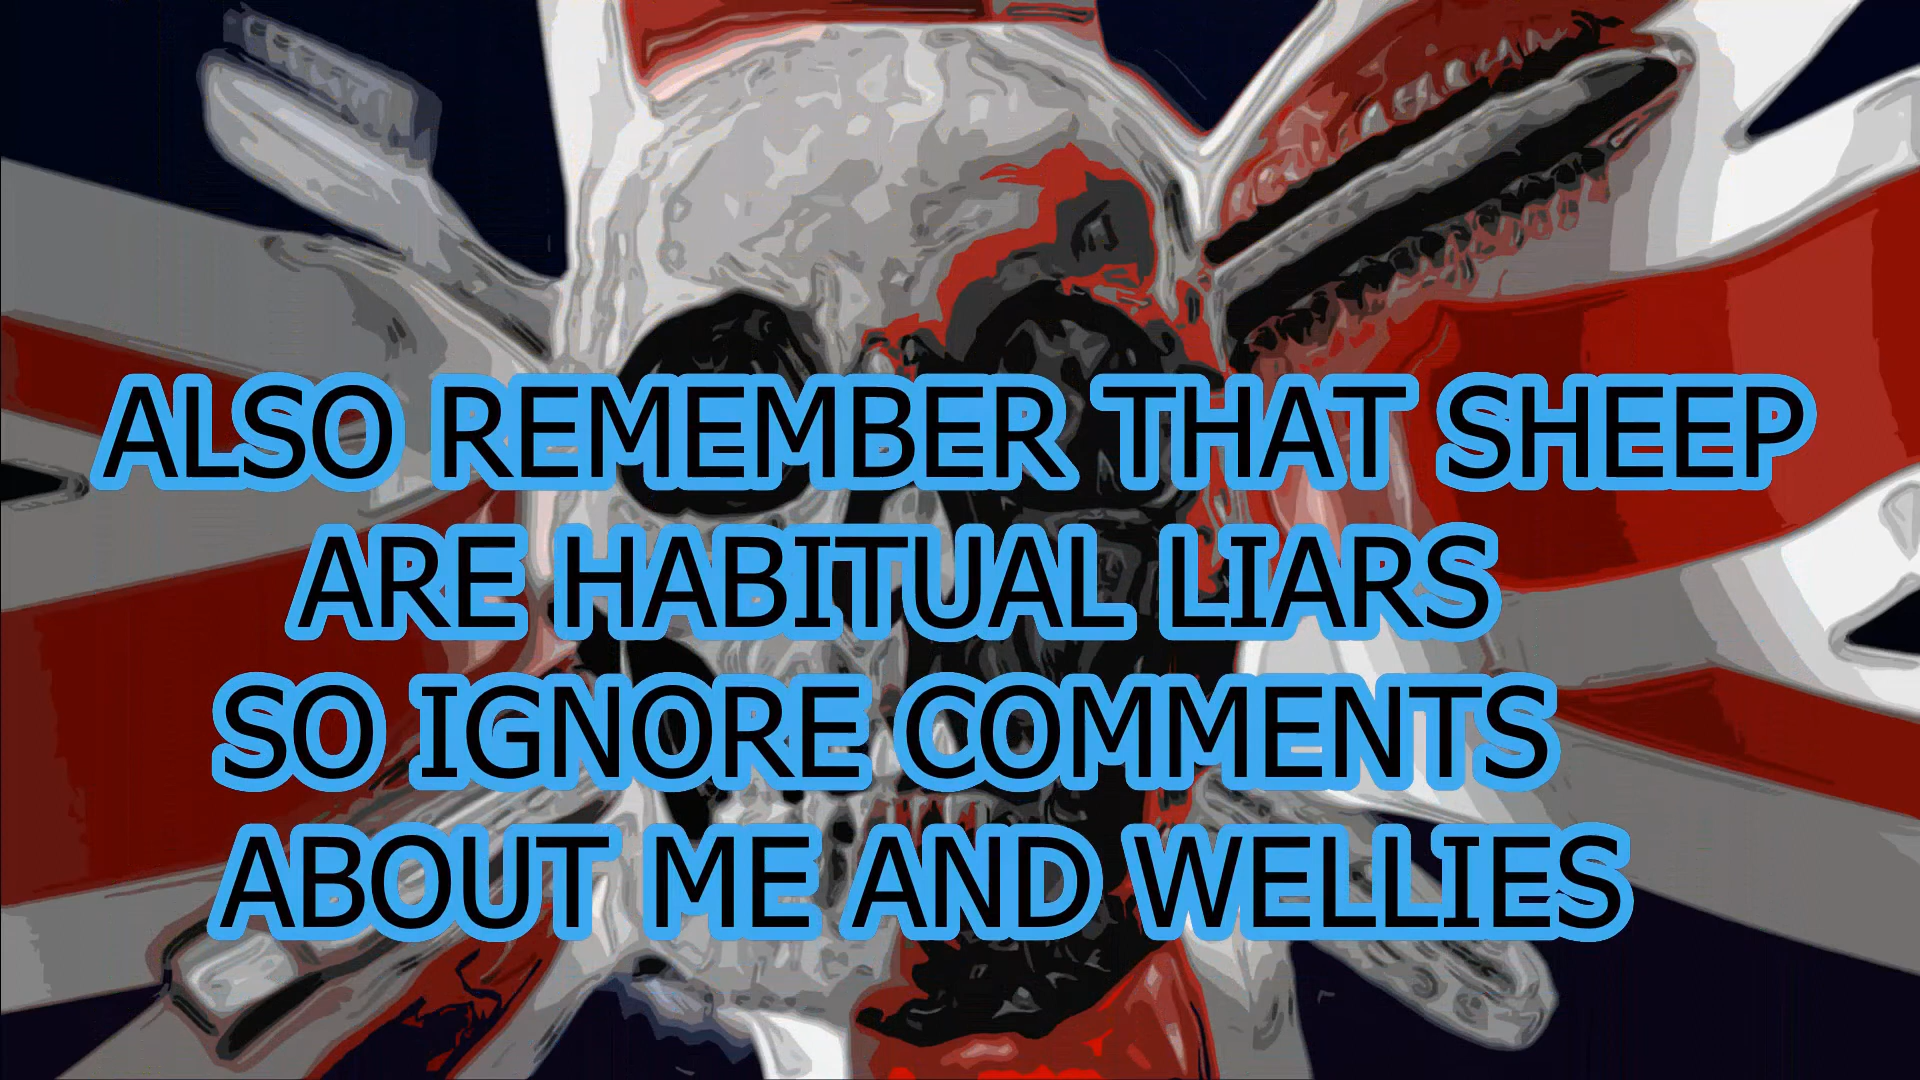 ALSO REMEMBER THAT SHEEP
ARE HABITUAL LIARS
SO IGNORE COMMENTS
ABOUT ME AND WELLIES